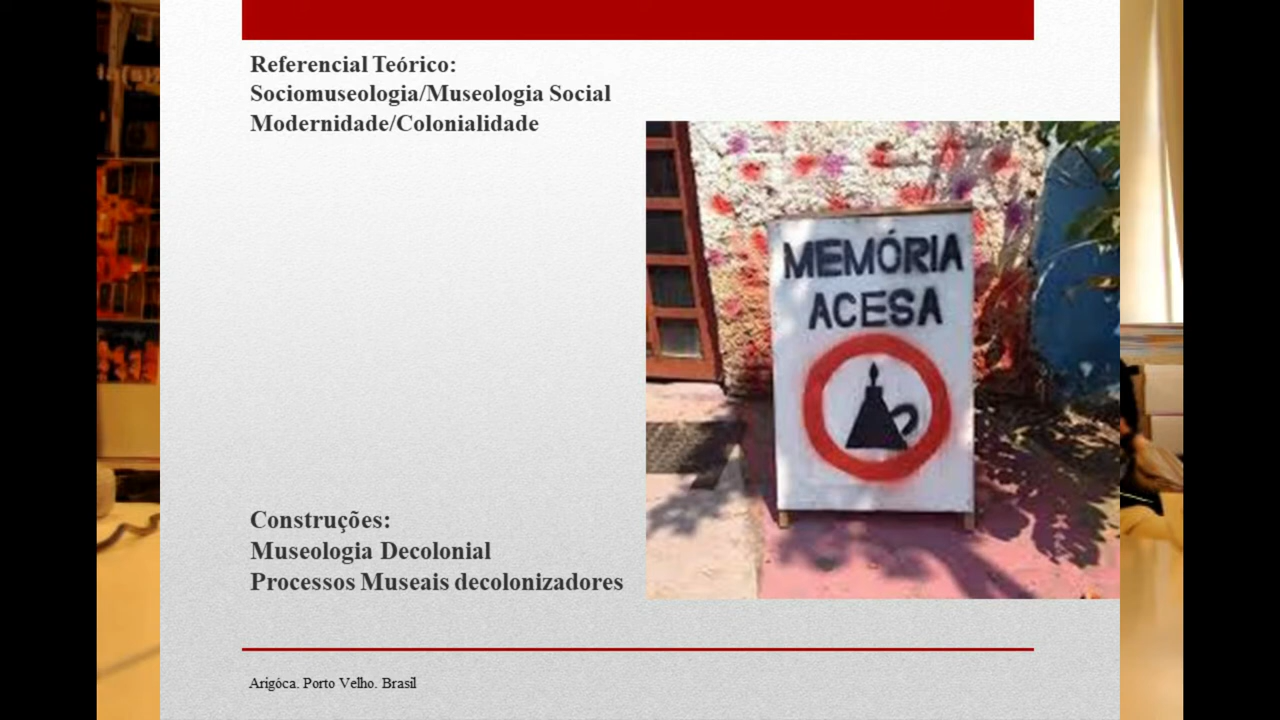 Referencial Teórico:
Sociomuseologia/Museologia Social
Modernidade/Colonialidade
MEMÓRIA
ACESA
Construções:
Museologia Decolonial
Processos Museais decolonizadores
Arigóca. Porto Velho. Brasil